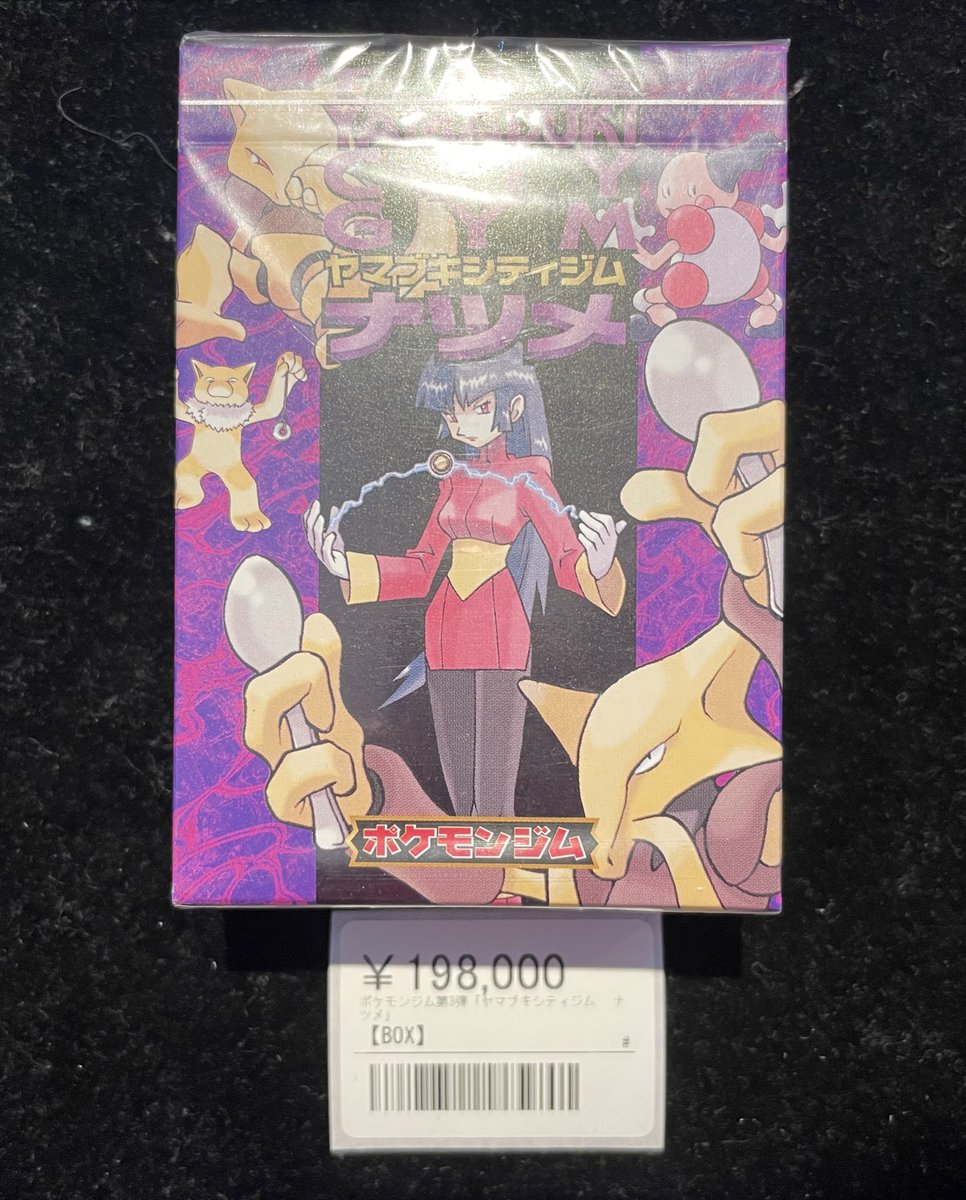 YAMABUKI
CITY
GYM
ヤマブキシティジム
ナツメ
ポケモンジム
¥198,000
ポケモンジム第3弾「ヤマブキシティジム ナ
ツメ」
【BOX】